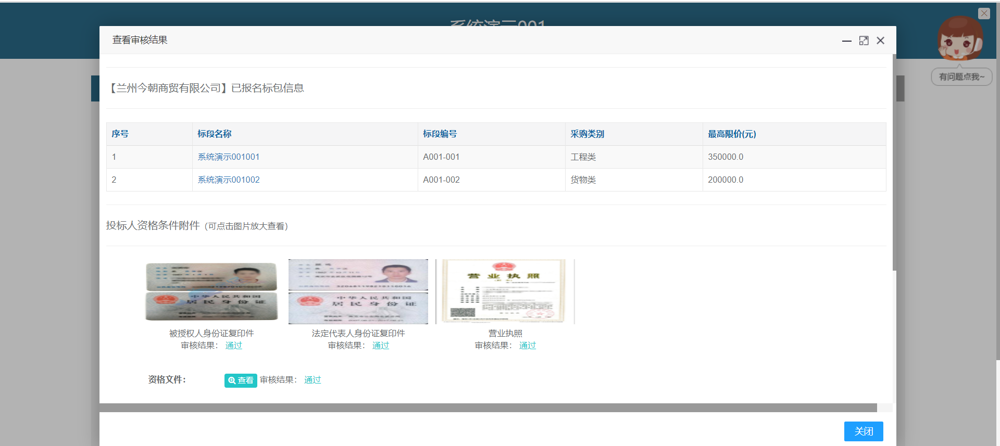 系统演示001
查看审核结果
有问题点我~
【兰州今朝商贸有限公司】已报名标包信息
序号 标段名称 标段编号 采购类别 最高限价(元)
1 系统演示001001 A001-001 工程类 350000.0
2 系统演示001002 A001-002 货物类 200000.0
投标人资格条件附件（可点击图片放大查看）
中华人民共和国
居民身份证
中华人民共和国
居民身份证
营业执照
被授权人身份证复印件 法定代表人身份证复印件 营业执照
审核结果： 通过 审核结果： 通过 审核结果： 通过
资格文件： 查看 审核结果： 通过
关闭